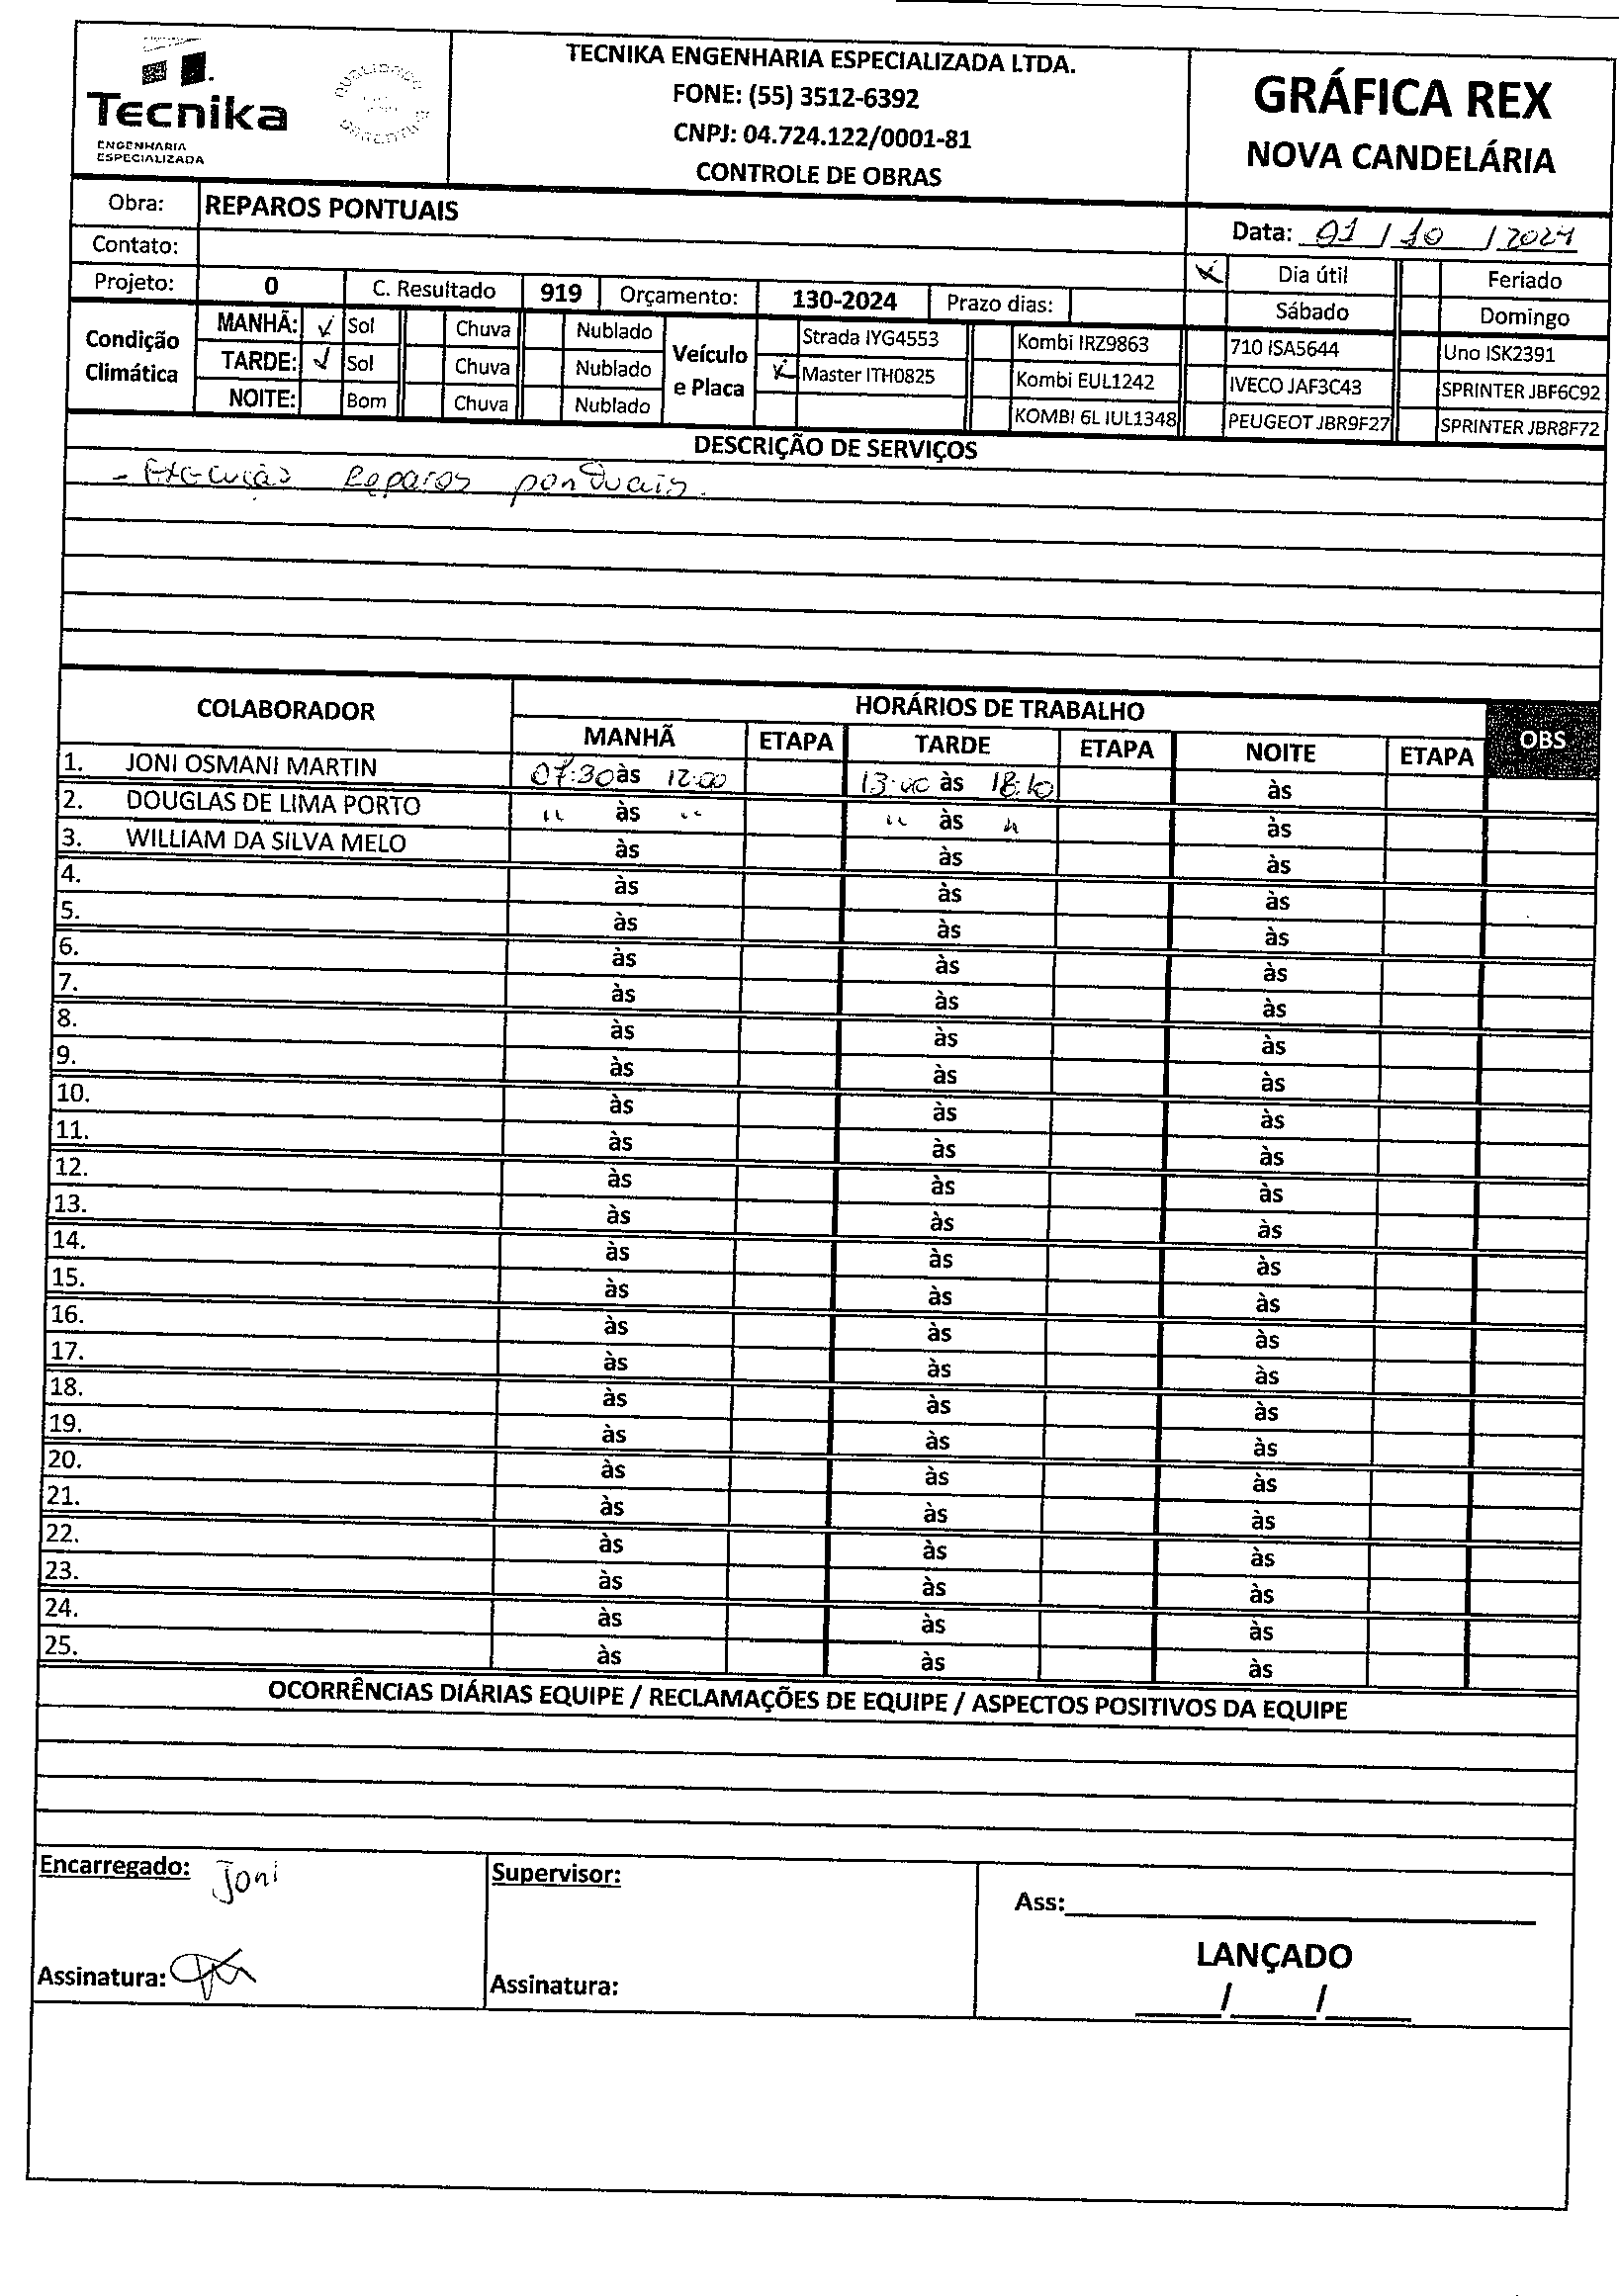 Tecnika
ENGENHARIA
ESPECIALIZADA
TECNIKA ENGENHARIA ESPECIALIZADA LTDA.
FONE: (55) 3512-6392
CNPJ: 04.724.122/0001-81
CONTROLE DE OBRAS
GRÁFICA REX
NOVA CANDELÁRIA
Obra: REPAROS PONTUAIS
Data: 01 / 10 / 2024
Contato:
Dia útil Feriado
Projeto: 0 C. Resultado 919 Orçamento: 130-2024 Prazo dias:
Sábado Domingo
Condição Climática
MANHÃ: Sol Chuva Nublado
TARDE: Sol Chuva Nublado
NOITE: Bom Chuva Nublado
Veículo e Placa
Strada IYG4553 Kombi IRZ9863 710 ISA5644 Uno ISK2391
Master ITH0825 Kombi EUL1242 IVECO JAF3C43 SPRINTER JBF6C92
KOMBI 6L IUL1348 PEUGEOT JBR9F27 SPRINTER JBR8F72
DESCRIÇÃO DE SERVIÇOS
- Execução Reparos pontuais.
COLABORADOR HORÁRIOS DE TRABALHO OBS
MANHÃ ETAPA TARDE ETAPA NOITE ETAPA
1. JONI OSMANI MARTIN 07:30 às 12:00 13:00 às 18:10 às
2. DOUGLAS DE LIMA PORTO " às " " às " às
3. WILLIAM DA SILVA MELO às às às
4. às às às
5. às às às
6. às às às
7. às às às
8. às às às
9. às às às
10. às às às
11. às às às
12. às às às
13. às às às
14. às às às
15. às às às
16. às às às
17. às às às
18. às às às
19. às às às
20. às às às
21. às às às
22. às às às
23. às às às
24. às às às
25. às às às
OCORRÊNCIAS DIÁRIAS EQUIPE / RECLAMAÇÕES DE EQUIPE / ASPECTOS POSITIVOS DA EQUIPE
Encarregado: Joni
Supervisor:
Ass:
LANÇADO
Assinatura:
Assinatura:
/ /